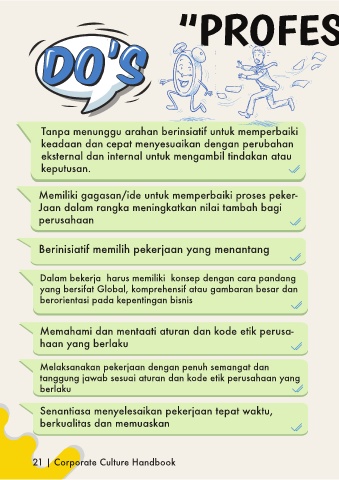 "PROFES
DO'S
Tanpa menunggu arahan berinsiatif untuk memperbaiki
keadaan dan cepat menyesuaikan dengan perubahan
eksternal dan internal untuk mengambil tindakan atau
keputusan.
Memiliki gagasan/ide untuk memperbaiki proses peker-
Jaan dalam rangka meningkatkan nilai tambah bagi
perusahaan
Berinisiatif memilih pekerjaan yang menantang
Dalam bekerja harus memiliki konsep dengan cara pandang
yang bersifat Global, komprehensif atau gambaran besar dan
berorientasi pada kepentingan bisnis
Memahami dan mentaati aturan dan kode etik perusa-
haan yang berlaku
Melaksanakan pekerjaan dengan penuh semangat dan
tanggung jawab sesuai aturan dan kode etik perusahaan yang
berlaku
Senantiasa menyelesaikan pekerjaan tepat waktu,
berkualitas dan memuaskan
21 | Corporate Culture Handbook